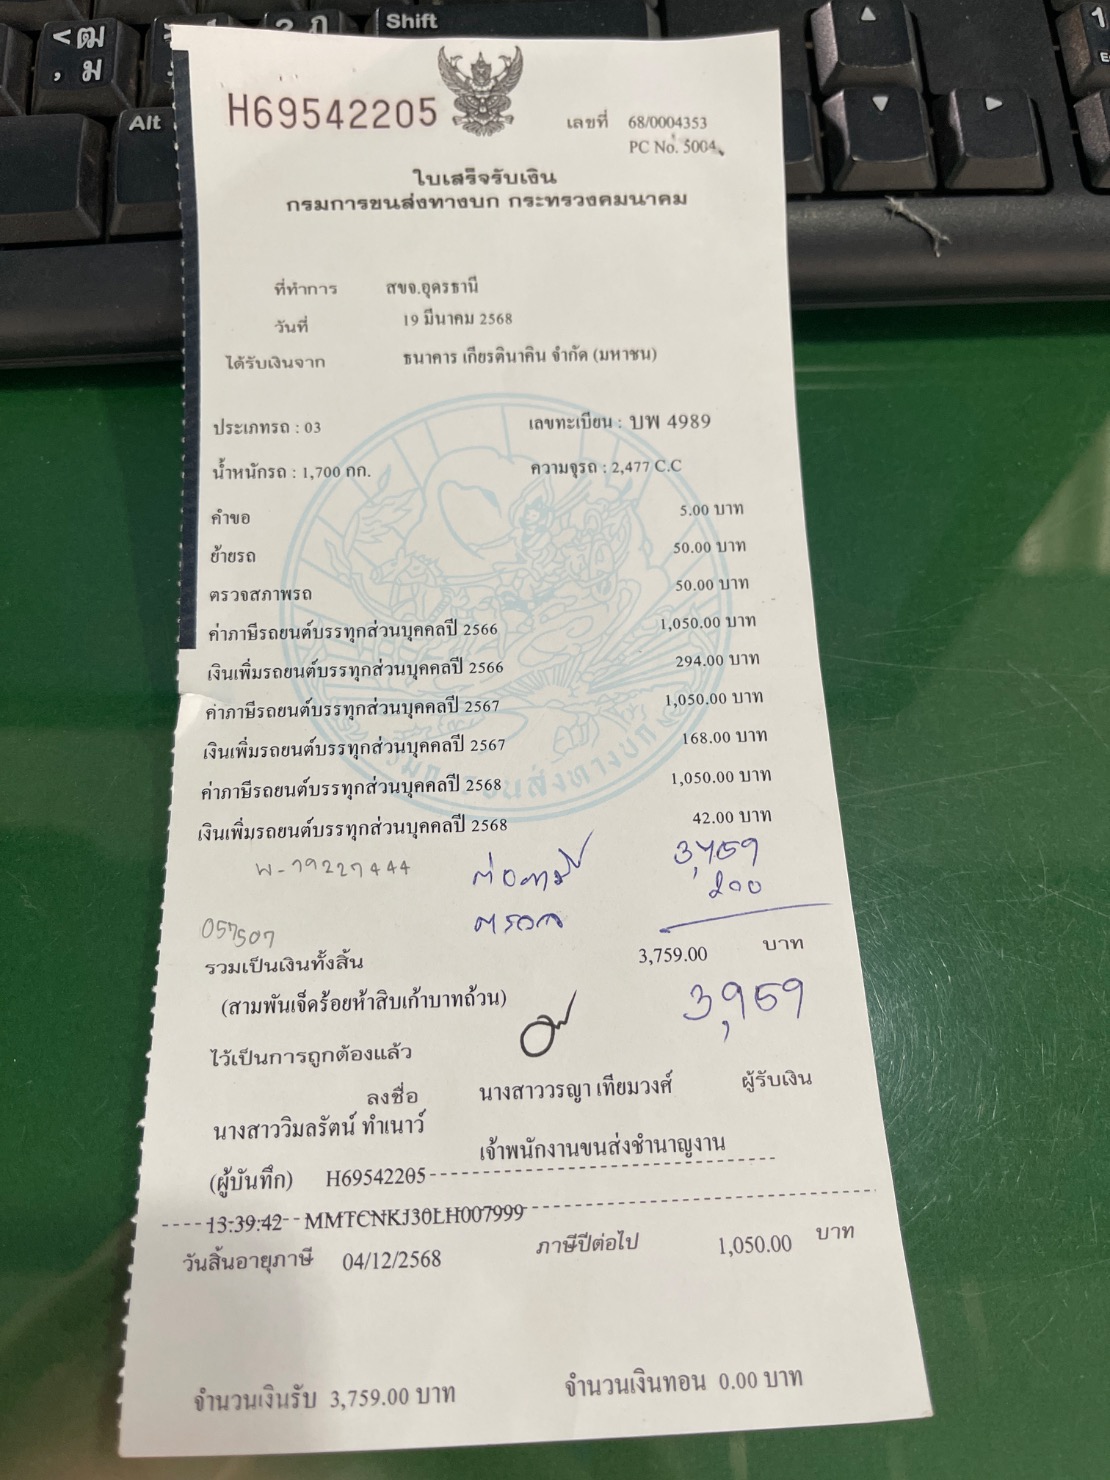 Shift
Alt
H69542205
เลขที่ 68/0004353
PC No. 5004
ใบเสร็จรับเงิน
กรมการขนส่งทางบก กระทรวงคมนาคม
ที่ทำการ สขจ.อุดรธานี
วันที่ 19 มีนาคม 2568
ได้รับเงินจาก ธนาคาร เกียรตินาคิน จำกัด (มหาชน)
ประเภทรถ : 03 เลขทะเบียน : บพ 4989
น้ำหนักรถ : 1,700 กก. ความจุรถ : 2,477 C.C
คำขอ 5.00 บาท
ย้ายรถ 50.00 บาท
ตรวจสภาพรถ 50.00 บาท
ค่าภาษีรถยนต์บรรทุกส่วนบุคคลปี 2566 1,050.00 บาท
เงินเพิ่มรถยนต์บรรทุกส่วนบุคคลปี 2566 294.00 บาท
ค่าภาษีรถยนต์บรรทุกส่วนบุคคลปี 2567 1,050.00 บาท
เงินเพิ่มรถยนต์บรรทุกส่วนบุคคลปี 2567 168.00 บาท
ค่าภาษีรถยนต์บรรทุกส่วนบุคคลปี 2568 1,050.00 บาท
เงินเพิ่มรถยนต์บรรทุกส่วนบุคคลปี 2568 42.00 บาท
ต่อภาษี 3,759
ตรวจ 200
057507
รวมเป็นเงินทั้งสิ้น 3,759.00 บาท
(สามพันเจ็ดร้อยห้าสิบเก้าบาทถ้วน) 3,959
ไว้เป็นการถูกต้องแล้ว
ลงชื่อ นางสาววรญา เทียมวงศ์ ผู้รับเงิน
นางสาววิมลรัตน์ ทำเนาว์ เจ้าพนักงานขนส่งชำนาญงาน
(ผู้บันทึก) H69542205
13:39:42 MMTCNKJ30LH007999
วันสิ้นอายุภาษี 04/12/2568 ภาษีปีต่อไป 1,050.00 บาท
จำนวนเงินรับ 3,759.00 บาท จำนวนเงินทอน 0.00 บาท